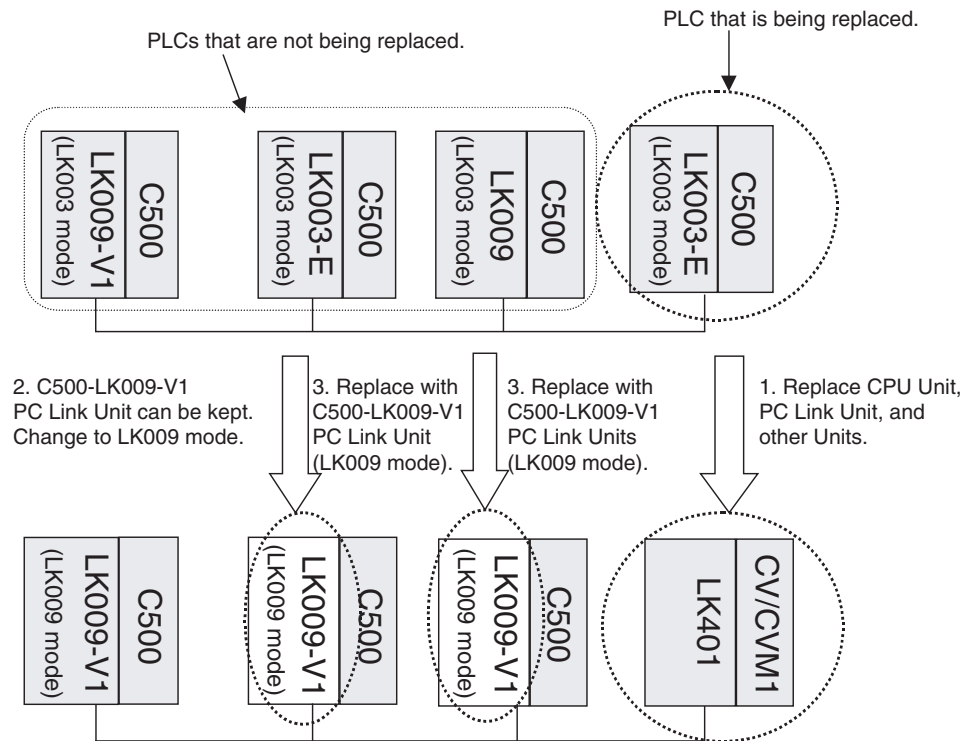 PLC that is being replaced.
PLCs that are not being replaced.
C500
LK009-V1
(LK003 mode)
C500
LK003-E
(LK003 mode)
C500
LK009
(LK003 mode)
C500
LK003-E
(LK003 mode)
2. C500-LK009-V1
PC Link Unit can be kept.
Change to LK009 mode.
3. Replace with
C500-LK009-V1
PC Link Unit
(LK009 mode).
3. Replace with
C500-LK009-V1
PC Link Units
(LK009 mode).
1. Replace CPU Unit,
PC Link Unit, and
other Units.
C500
LK009-V1
(LK009 mode)
C500
LK009-V1
(LK009 mode)
C500
LK009-V1
(LK009 mode)
CV/CVM1
LK401